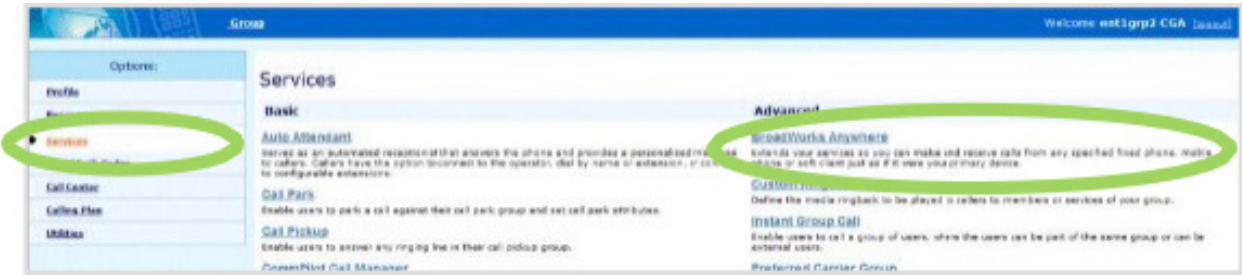 Group
Welcome ent1grp2 CGA
Options:
Profile
Services
Call Center
Calling Plan
Utilities
Services
Basic
Auto Attendant
Serves as an automated receptionist that answers the phone and provides a personalized
to callers. Callers have the option to connect to the operator, dial by name or extension, or
to configurable extensions.
Call Park
Enable users to park a call against their call park group and set call park attributes.
Call Pickup
Enable users to answer any ringing line in their call pickup group.
CommPilot Call Manager
Advanced
BroadWorks Anywhere
Extends your services so you can make and receive calls from any specified fixed phone, mobile
phone or soft client just as if it were your primary device.
Custom
Define the media ringback to be played to callers to members or services of your group.
Instant Group Call
Enable users to call a group of users, where the users can be part of the same group or can be
external users.
Preferred Carrier Group